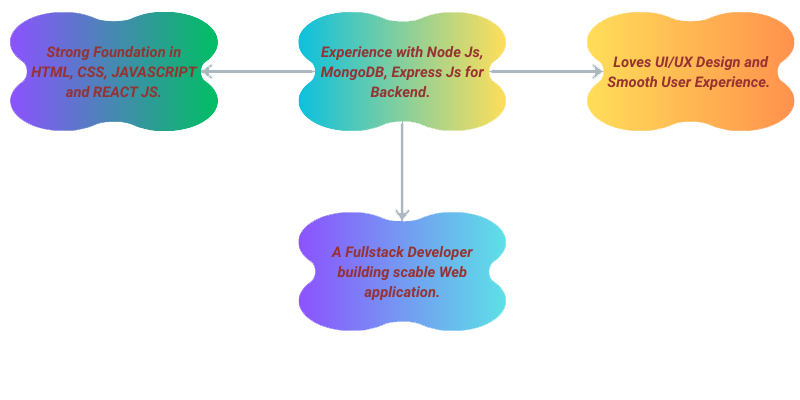 Strong Foundation in
HTML, CSS, JAVASCRIPT
and REACT JS.
Experience with Node Js,
MongoDB, Express Js for
Backend.
Loves UI/UX Design and
Smooth User Experience.
A Fullstack Developer
building scable Web
application.